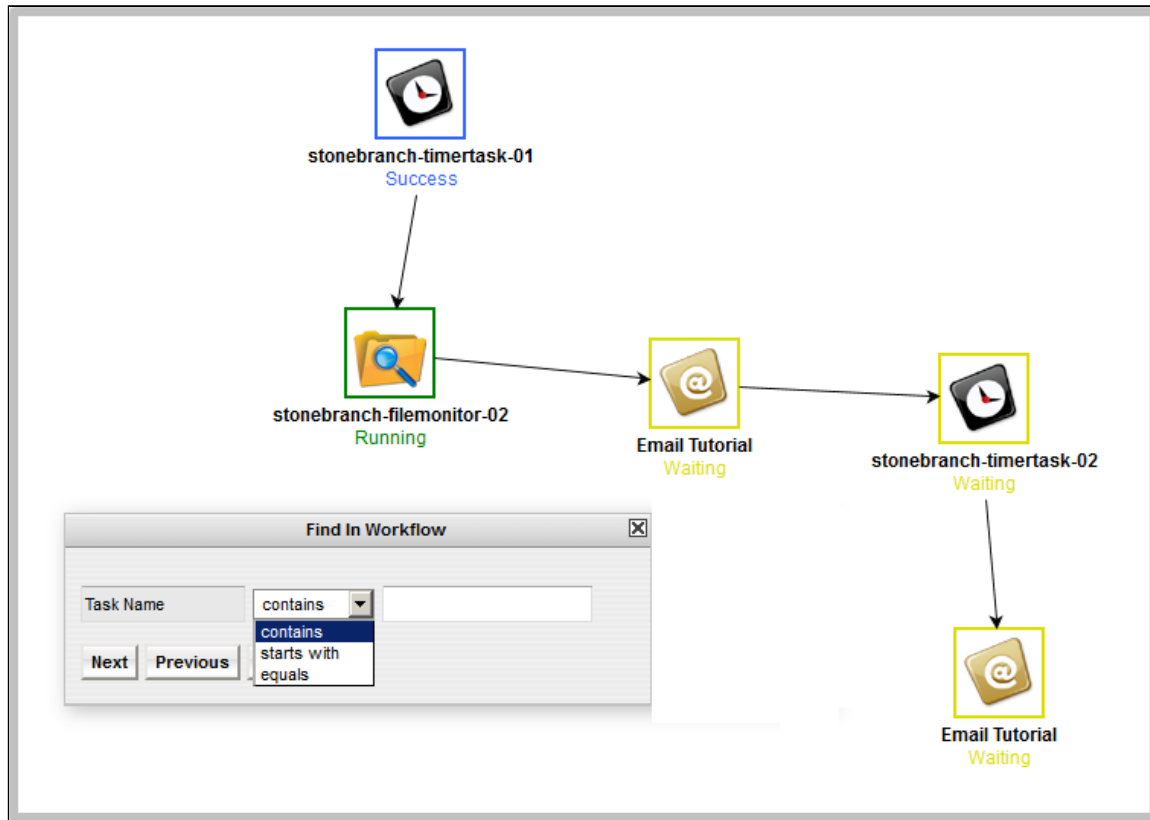 stonebranch-timertask-01
Success
stonebranch-filemonitor-02
Running
Email Tutorial
Waiting
stonebranch-timertask-02
Waiting
Find In Workflow
Task Name
contains
contains
starts with
equals
Next
Previous
Email Tutorial
Waiting